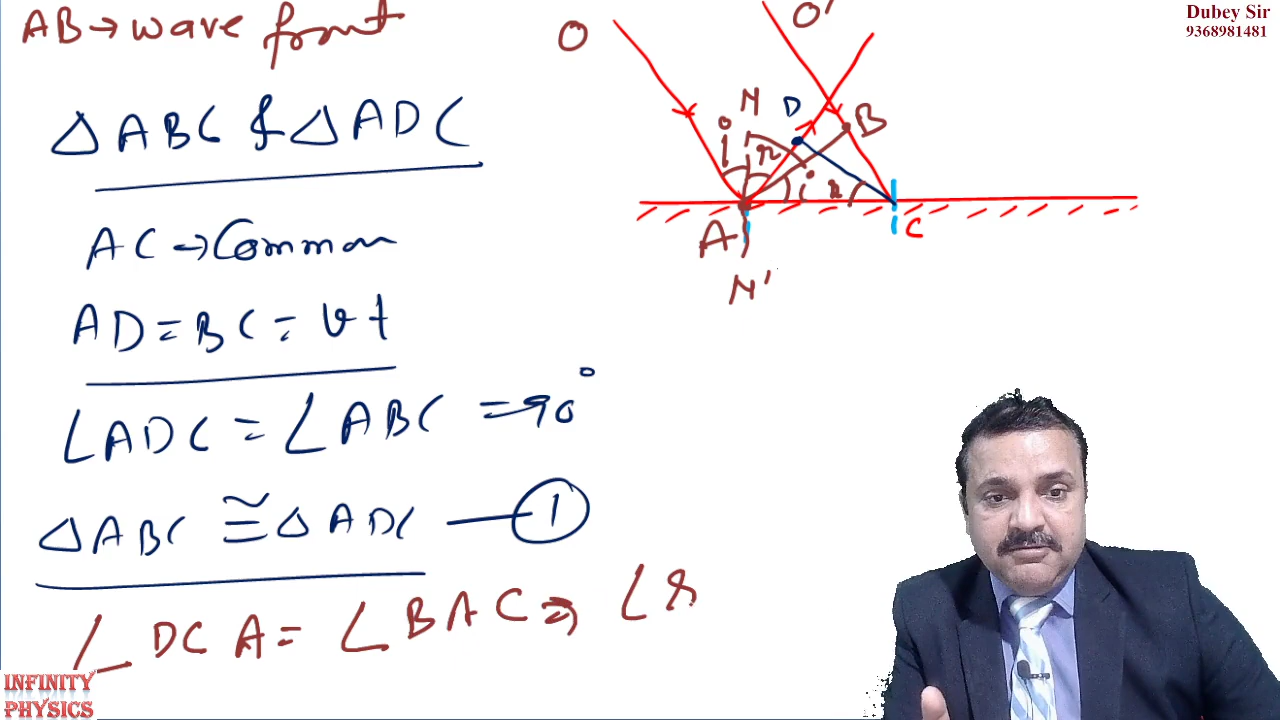 AB→wave front
△ABC & △ADC
AC→Common
AD=BC=vt
∠ADC=∠ABC=90°
△ABC≅△ADC —①
∠DCA=∠BAC⇒∠r
O
O'
Dubey Sir
9368981481
N
D
B
i
r
i
r
A
C
N'
INFINITY
PHYSICS